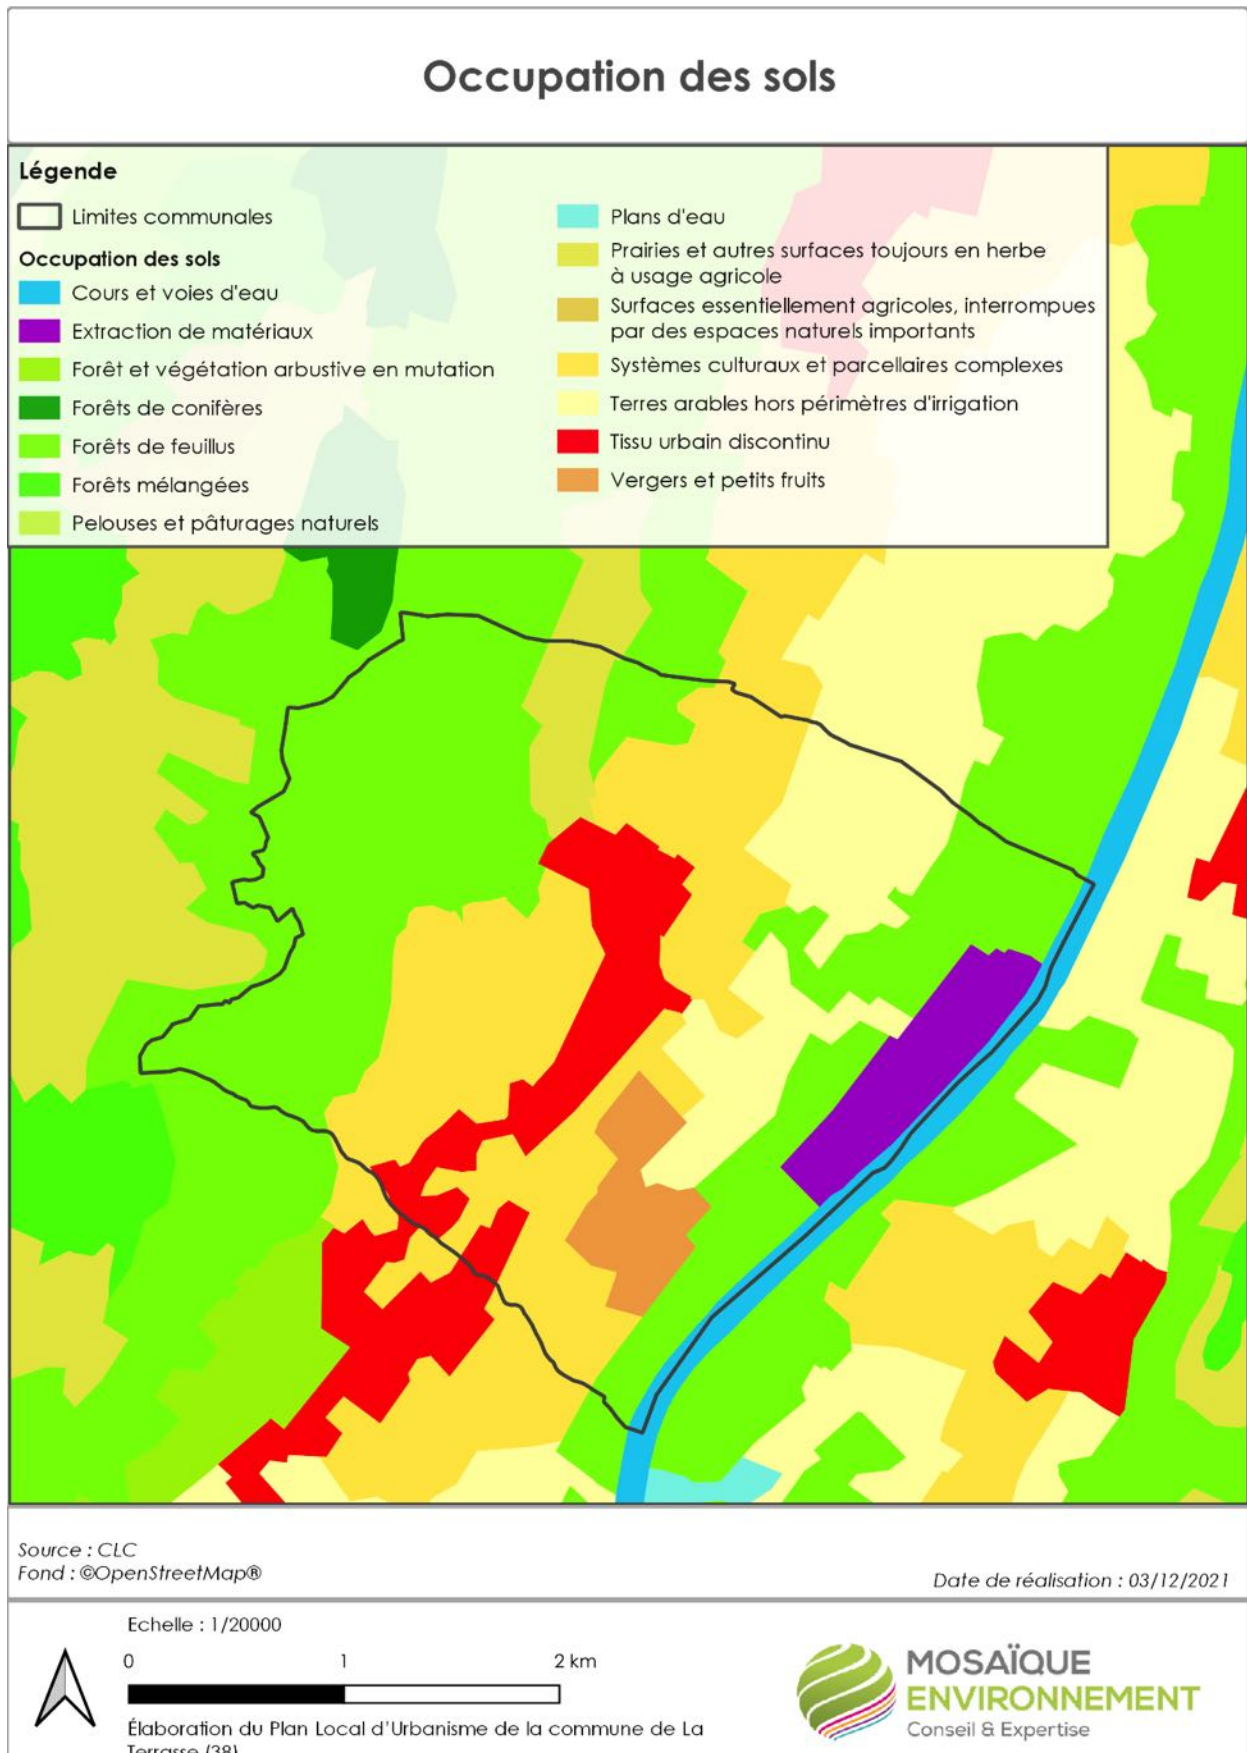 Occupation des sols
Légende
Limites communales
Occupation des sols
Cours et voies d'eau
Extraction de matériaux
Forêt et végétation arbustive en mutation
Forêts de conifères
Forêts de feuillus
Forêts mélangées
Pelouses et pâturages naturels
Plans d'eau
Prairies et autres surfaces toujours en herbe
à usage agricole
Surfaces essentiellement agricoles, interrompues
par des espaces naturels importants
Systèmes culturaux et parcellaires complexes
Terres arables hors périmètres d'irrigation
Tissu urbain discontinu
Vergers et petits fruits
Source : CLC
Fond : ©OpenStreetMap®
Date de réalisation : 03/12/2021
Echelle : 1/20000
0 1 2 km
Élaboration du Plan Local d'Urbanisme de la commune de La
Terrasse (38)
MOSAÏQUE
ENVIRONNEMENT
Conseil & Expertise